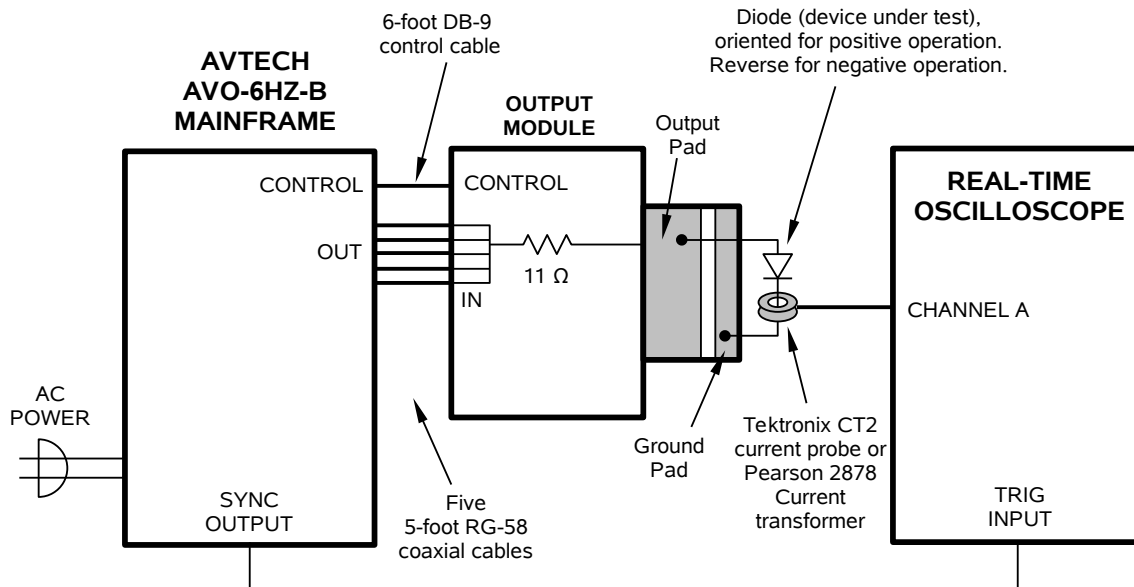 6-foot DB-9
control cable
Diode (device under test),
oriented for positive operation.
Reverse for negative operation.
AVTECH
AVO-6HZ-B
MAINFRAME
OUTPUT
MODULE
Output
Pad
CONTROL
CONTROL
OUT
11 Ω
IN
REAL-TIME
OSCILLOSCOPE
CHANNEL A
AC
POWER
Ground
Pad
Tektronix CT2
current probe or
Pearson 2878
Current
transformer
SYNC
OUTPUT
Five
5-foot RG-58
coaxial cables
TRIG
INPUT